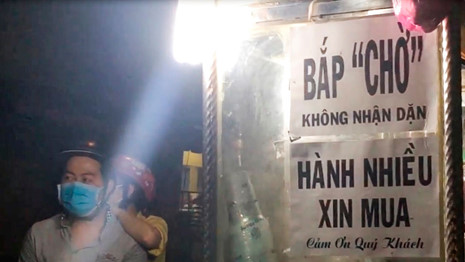 BẮP "CHỜ"
KHÔNG NHẬN DẶN
HÀNH NHIỀU
XIN MUA
Cảm Ơn Quý Khách